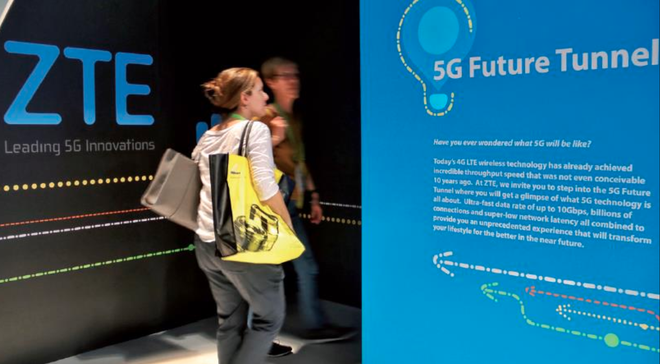 ZTE
Leading 5G Innovations
5G Future Tunnel
Have you ever wondered what 5G will be like?
Today's 4G LTE wireless technology has already achieved
incredible throughput speed that was not even conceivable
10 years ago. At ZTE, we invite you to step into the 5G Future
Tunnel where you will get a glimpse of what 5G technology is
all about. Ultra-fast data rate of up to 10Gbps, billions of
connections and super-low network latency all combined to
provide you an unprecedented experience that will transform
your lifestyle for the better in the near future.